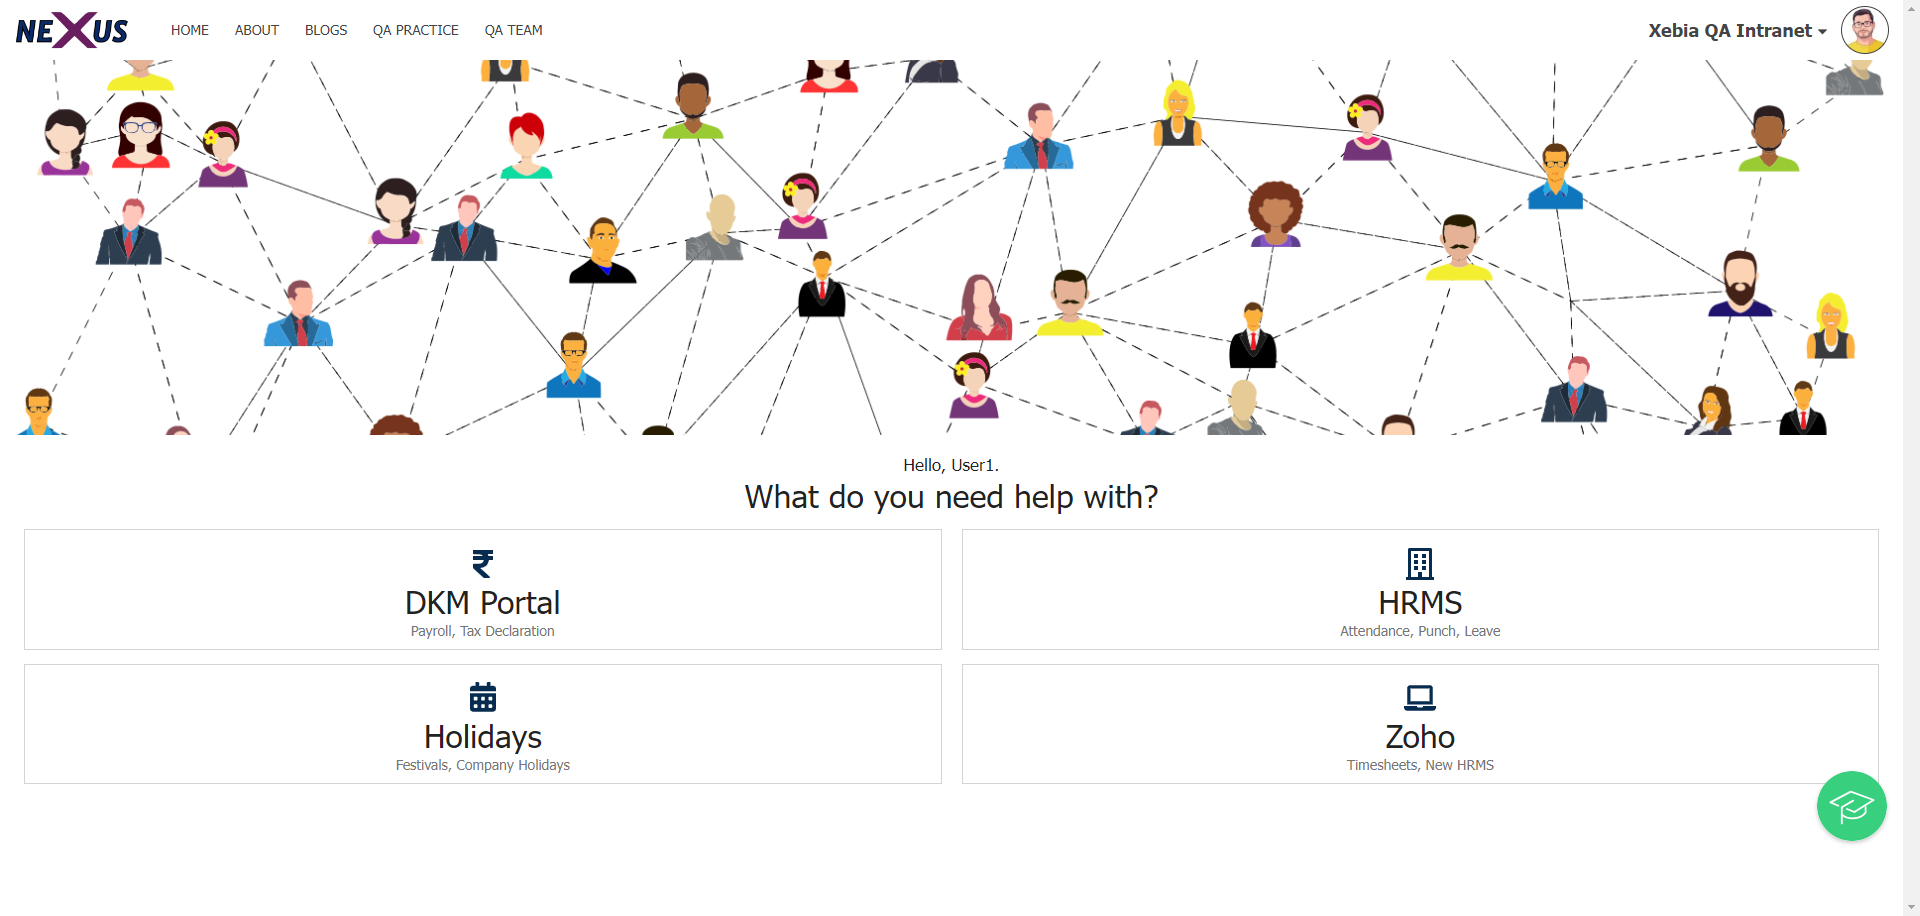 NEXUS HOME ABOUT BLOGS QA PRACTICE QA TEAM Xebia QA Intranet
Hello, User1.
What do you need help with?
DKM Portal
Payroll, Tax Declaration
HRMS
Attendance, Punch, Leave
Holidays
Festivals, Company Holidays
Zoho
Timesheets, New HRMS